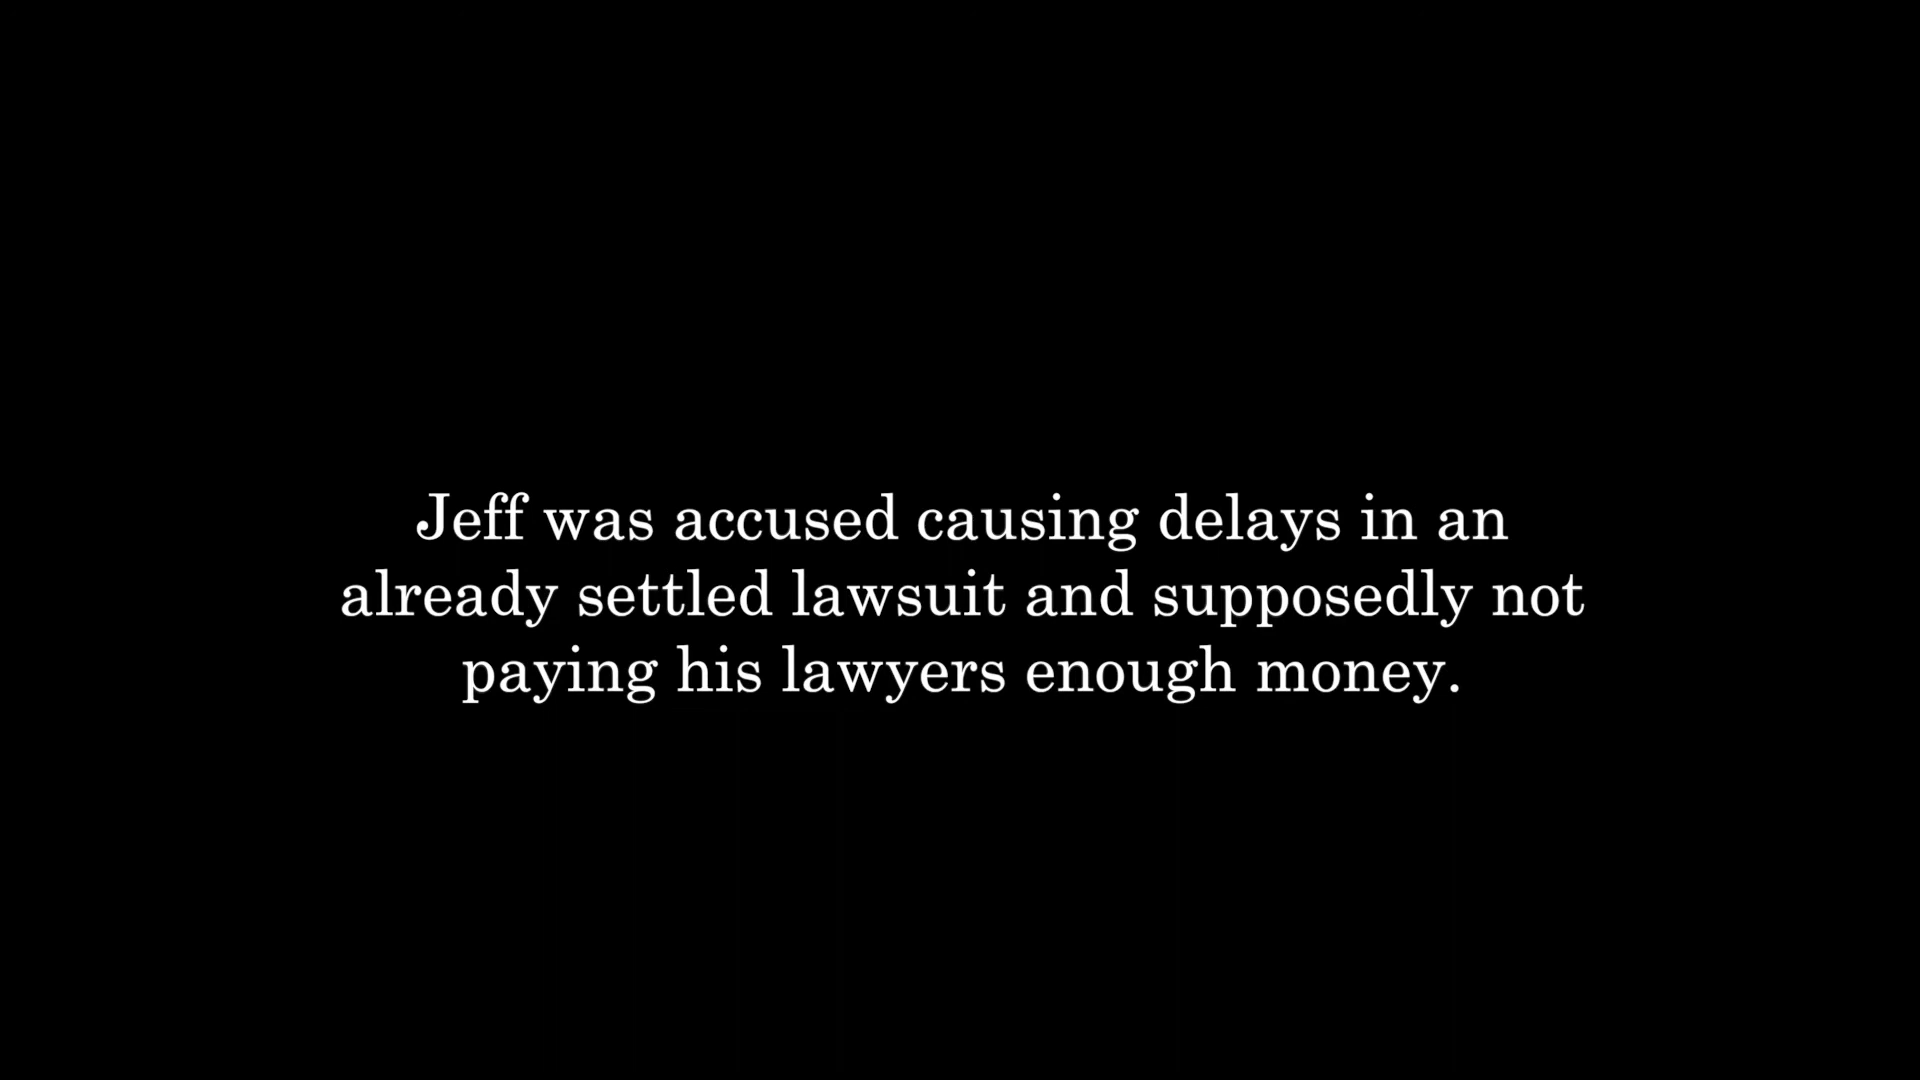 Jeff was accused causing delays in an
already settled lawsuit and supposedly not
paying his lawyers enough money.